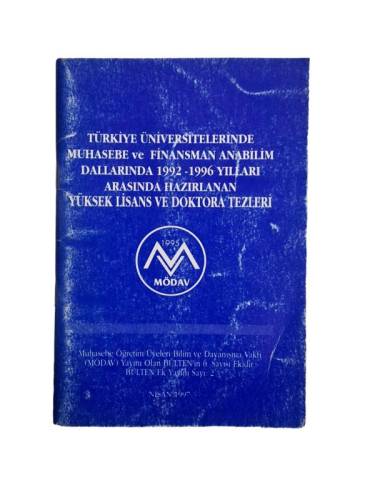 TÜRKİYE ÜNİVERSİTELERİNDE
MUHASEBE ve FİNANSMAN ANABİLİM
DALLARINDA 1992 -1996 YILLARI
ARASINDA HAZIRLANAN
YÜKSEK LİSANS VE DOKTORA TEZLERİ
1995
MÖDAV
Muhasebe Öğretim Üyeleri Bilim ve Dayanışma Vakfı
(MÖDAV) Yayını Olan BÜLTEN'in 6. Sayısı Ekidir.
BÜLTEN Ek Yayın Sayı: 2
NİSAN 1997